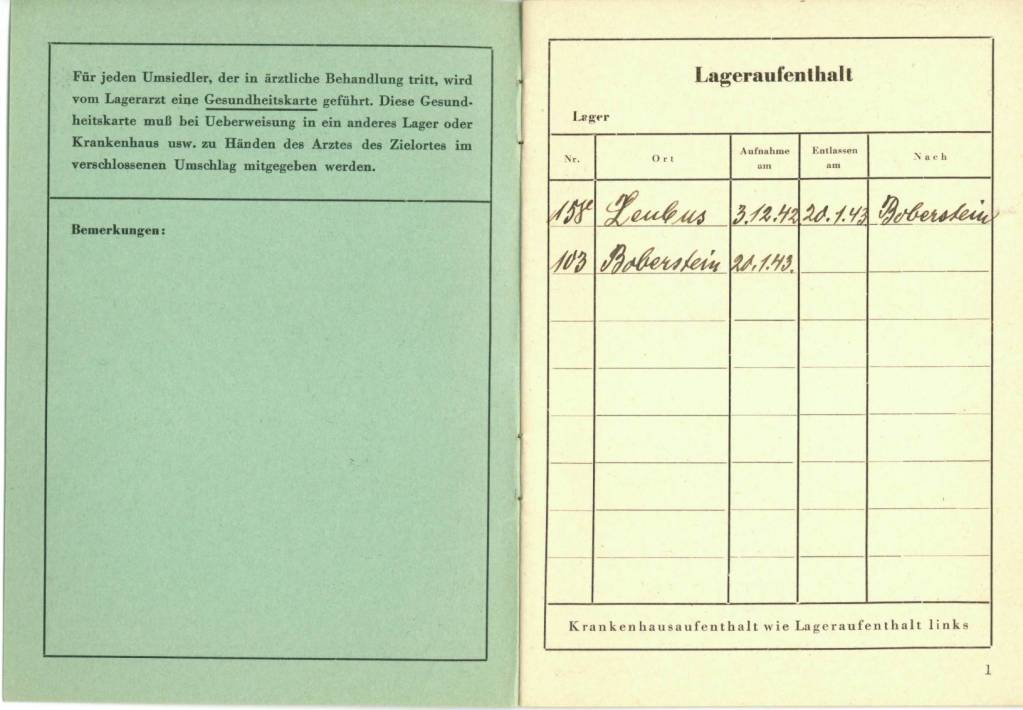 Für jeden Umsiedler, der in ärztliche Behandlung tritt, wird
vom Lagerarzt eine Gesundheitskarte geführt. Diese Gesund-
heitskarte muß bei Ueberweisung in ein anderes Lager oder
Krankenhaus usw. zu Händen des Arztes des Zielortes im
verschlossenen Umschlag mitgegeben werden.
Bemerkungen:
Lageraufenthalt
Lager
Nr. Ort Aufnahme am Entlassen am Nach
158 Leubus 3.12.42 20.1.43 Boberstein
103 Boberstein 20.1.43.
Krankenhausaufenthalt wie Lageraufenthalt links
1